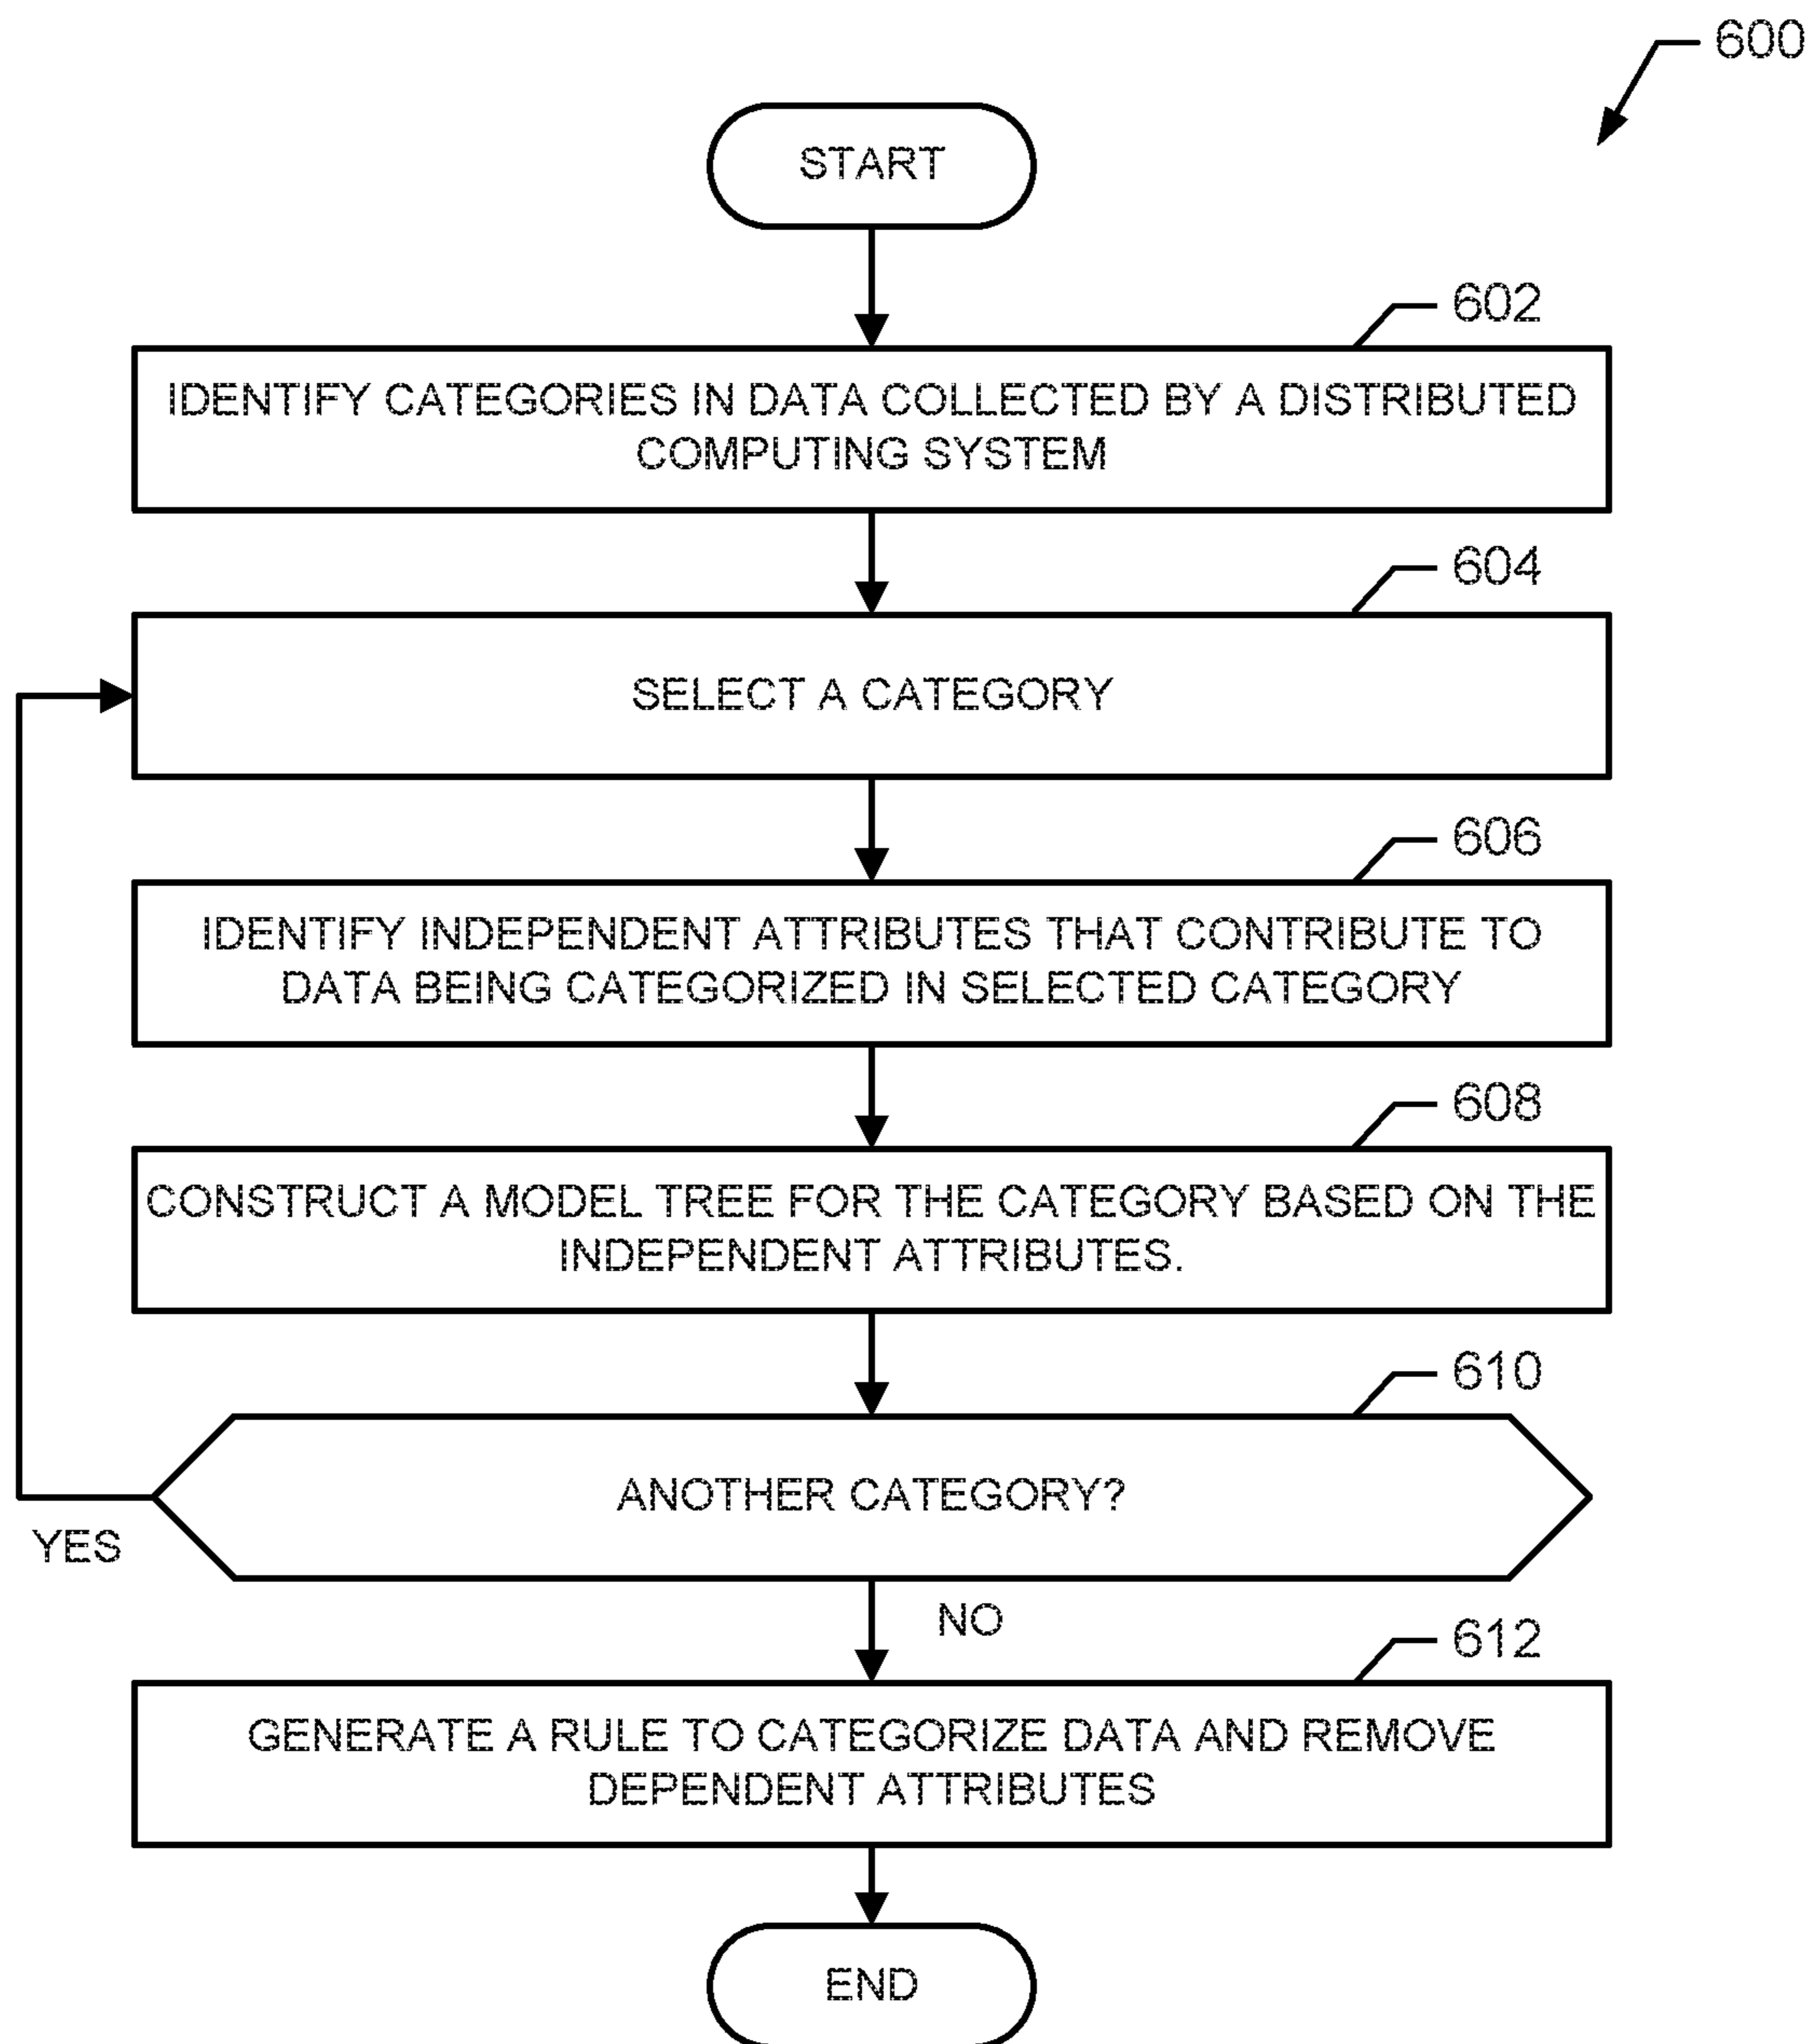 600
START
602
IDENTIFY CATEGORIES IN DATA COLLECTED BY A DISTRIBUTED
COMPUTING SYSTEM
604
SELECT A CATEGORY
606
IDENTIFY INDEPENDENT ATTRIBUTES THAT CONTRIBUTE TO
DATA BEING CATEGORIZED IN SELECTED CATEGORY
608
CONSTRUCT A MODEL TREE FOR THE CATEGORY BASED ON THE
INDEPENDENT ATTRIBUTES.
610
ANOTHER CATEGORY?
YES
NO
612
GENERATE A RULE TO CATEGORIZE DATA AND REMOVE
DEPENDENT ATTRIBUTES
END